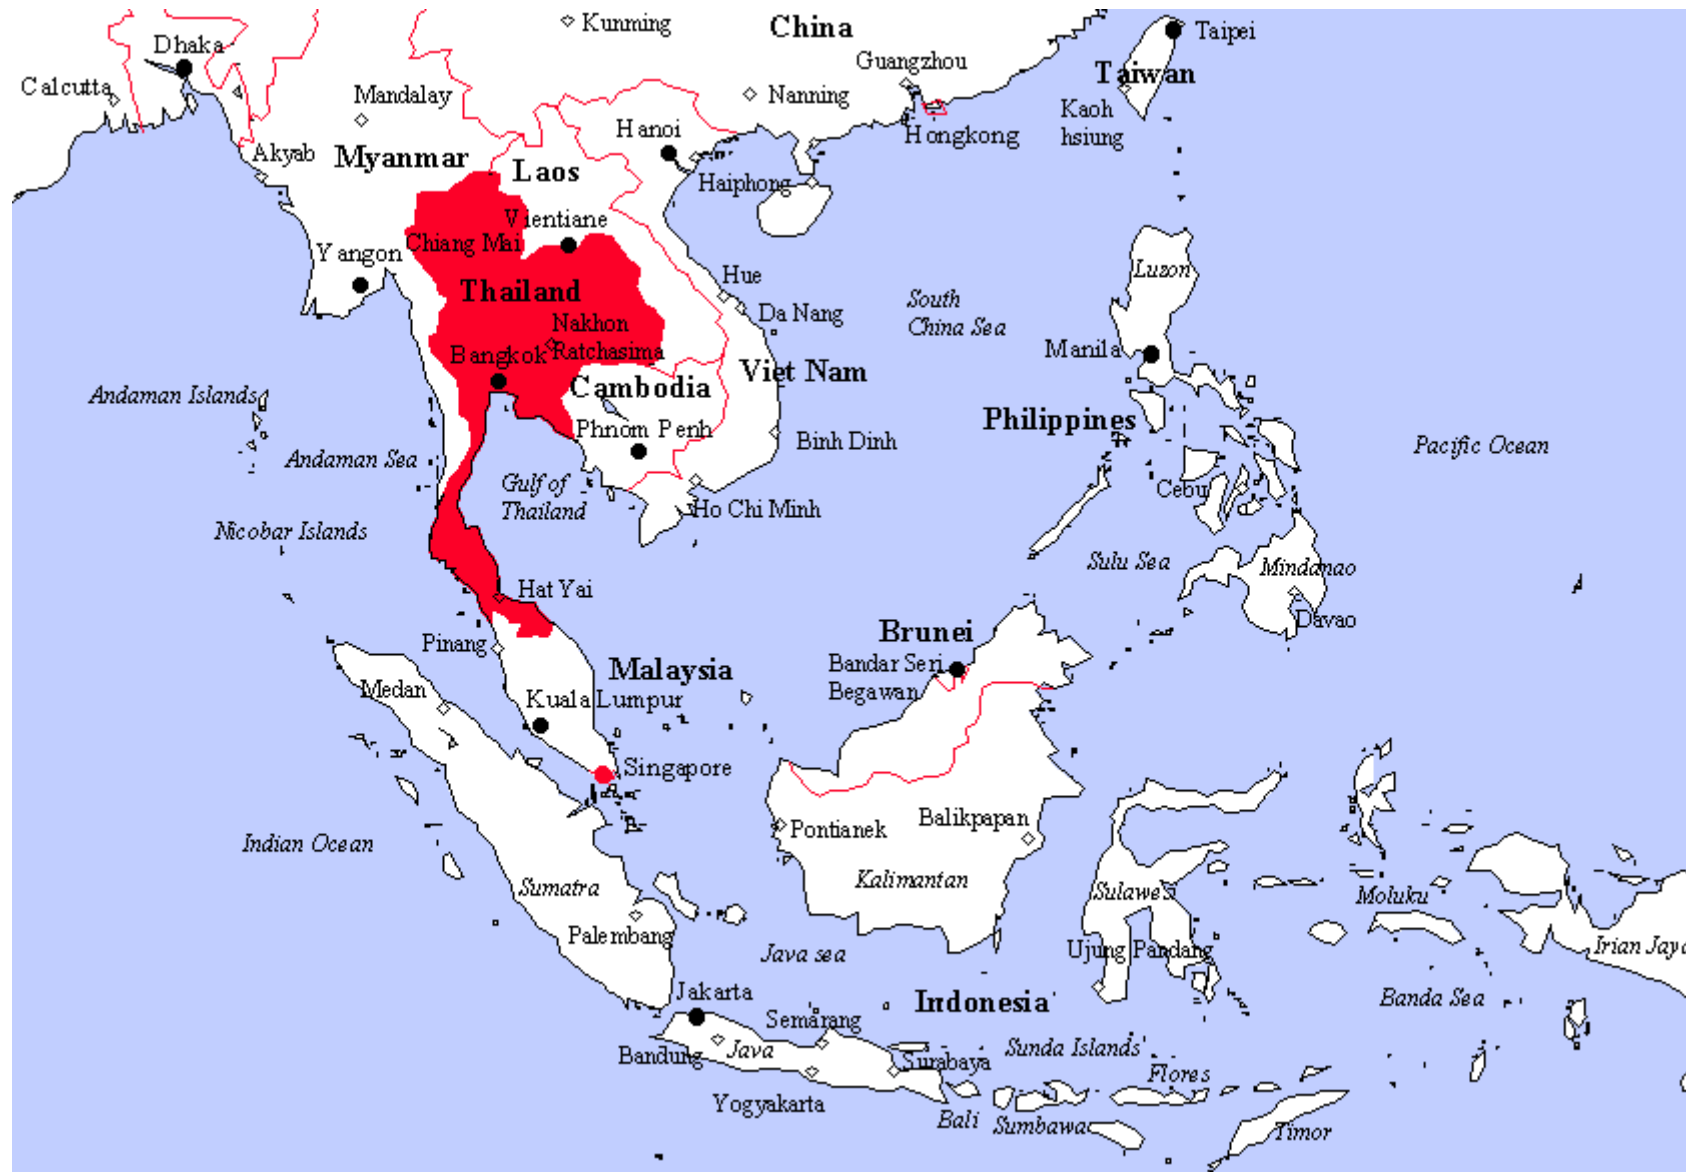 Kunming
China
Taipei
Dhaka
Guangzhou
Taiwan
Calcutta
Mandalay
Nanning
Kaoh
hsiung
Hanoi
Hongkong
Akyab
Myanmar
Laos
Haiphong
Vientiane
Chiang Mai
Yangon
Luzon
Hue
Thailand
South
China Sea
Da Nang
Nakhon
Ratchasima
Bangkok
Manila
Viet Nam
Cambodia
Andaman Islands
Philippines
Phnom Penh
Binh Dinh
Pacific Ocean
Andaman Sea
Gulf of
Thailand
Cebu
Ho Chi Minh
Nicobar Islands
Sulu Sea
Mindanao
Hat Yai
Davao
Brunei
Pinang
Malaysia
Bandar Seri
Begawan
Medan
Kuala Lumpur
Singapore
Balikpapan
Pontianek
Indian Ocean
Kalimantan
Sumatra
Sulawesi
Moluku
Palembang
Java sea
Ujung Pandang
Irian Jaya
Jakarta
Indonesia
Banda Sea
Semarang
Bandung
Java
Surabaya
Sunda Islands
Flores
Yogyakarta
Bali
Sumbawa
Timor